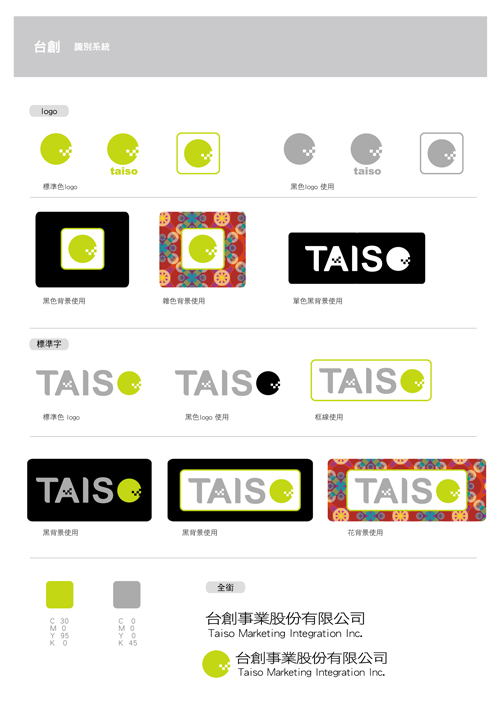 台創 識別系統
logo
taiso taiso
標準色logo 黑色logo 使用
TAISO
黑色背景使用 雜色背景使用 單色黑背景使用
標準字
TAISO TAISO TAISO
標準色 logo 黑色logo 使用 框線使用
TAISO TAISO TAISO
黑背景使用 黑背景使用 花背景使用
全銜
C 30 C 0
M 0 M 0
Y 95 Y 0
K 0 K 45
台創事業股份有限公司
Taiso Marketing Integration Inc.
台創事業股份有限公司
Taiso Marketing Integration Inc.